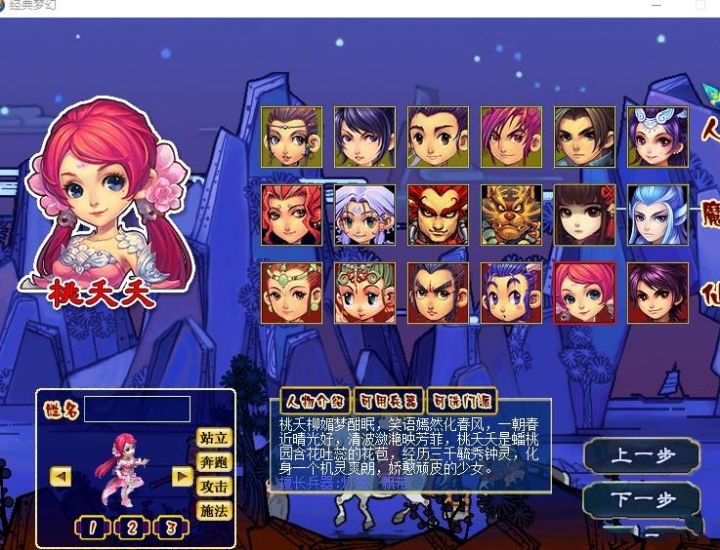 经典梦幻
人
魔
仙
桃夭夭
姓名
站立
奔跑
攻击
施法
1 2 3
人物介绍 可用兵器 可选门派
桃夭柳媚梦酣眠，笑语嫣然化春风，一朝春
近晴光好，清波潋滟映芳菲，桃夭夭是蟠桃
园含花吐蕊的花苞，经历三千毓秀钟灵，化
身一个机灵爽朗，娇憨顽皮的少女。
擅长兵器:灯笼、飘带
上一步
下一步